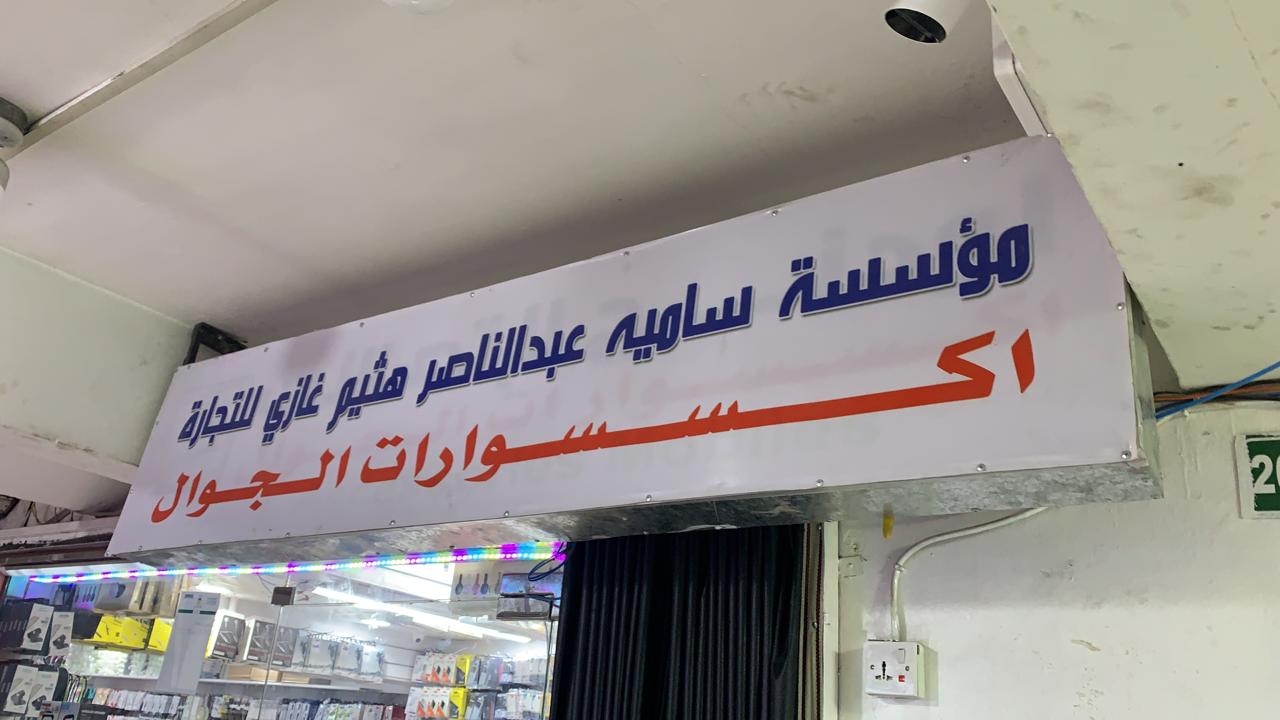 مؤسسة ساميه عبدالناصر هثيم غازي للتجارة
اكسسوارات الجوال